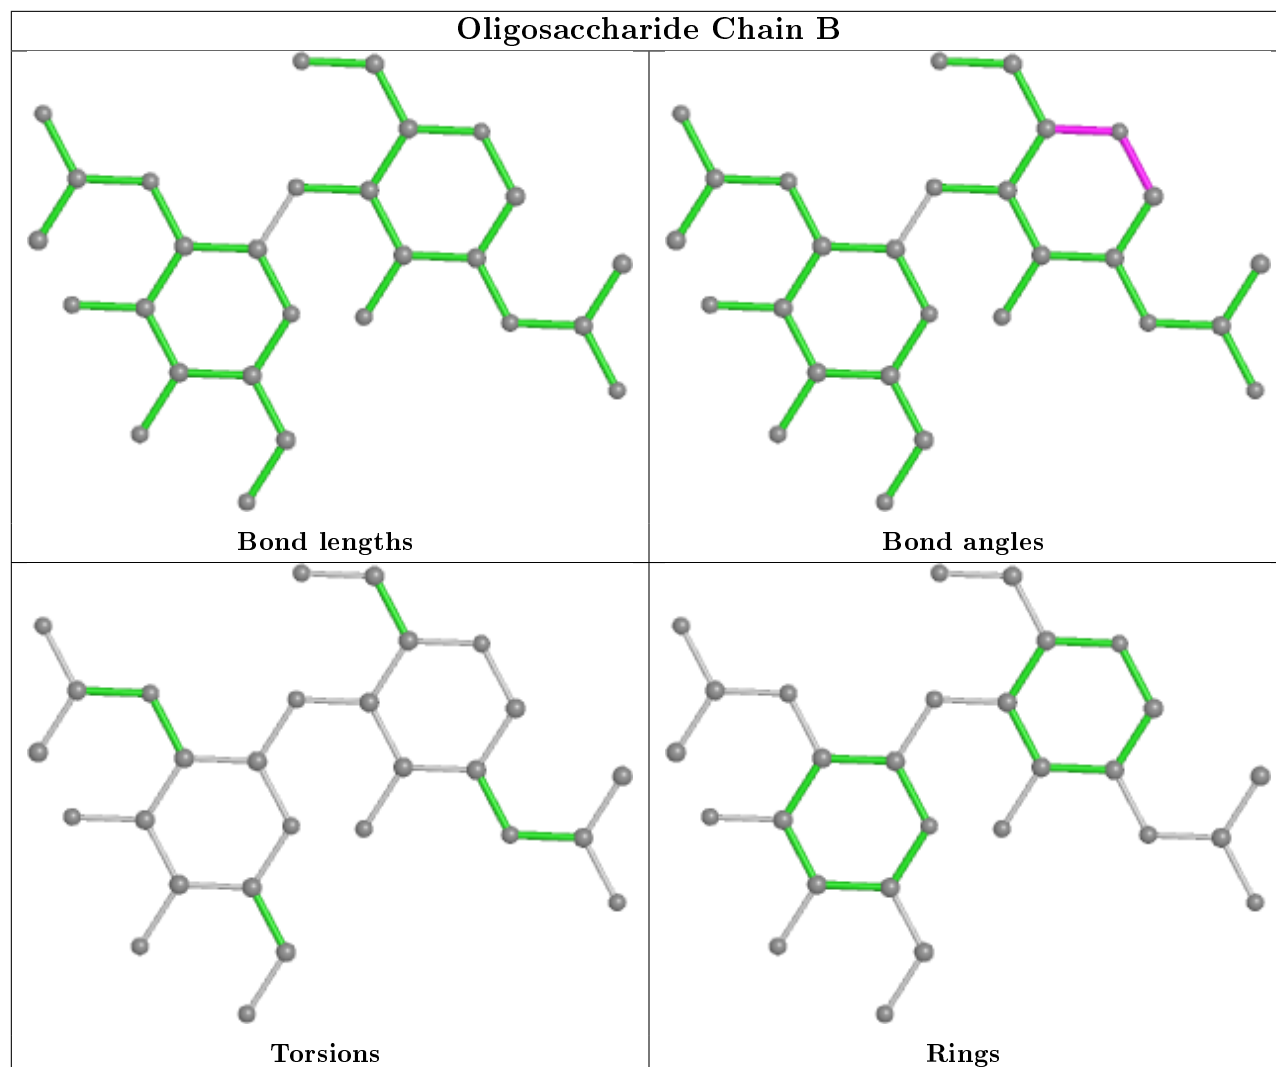 Oligosaccharide Chain B
Bond lengths
Bond angles
Torsions
Rings